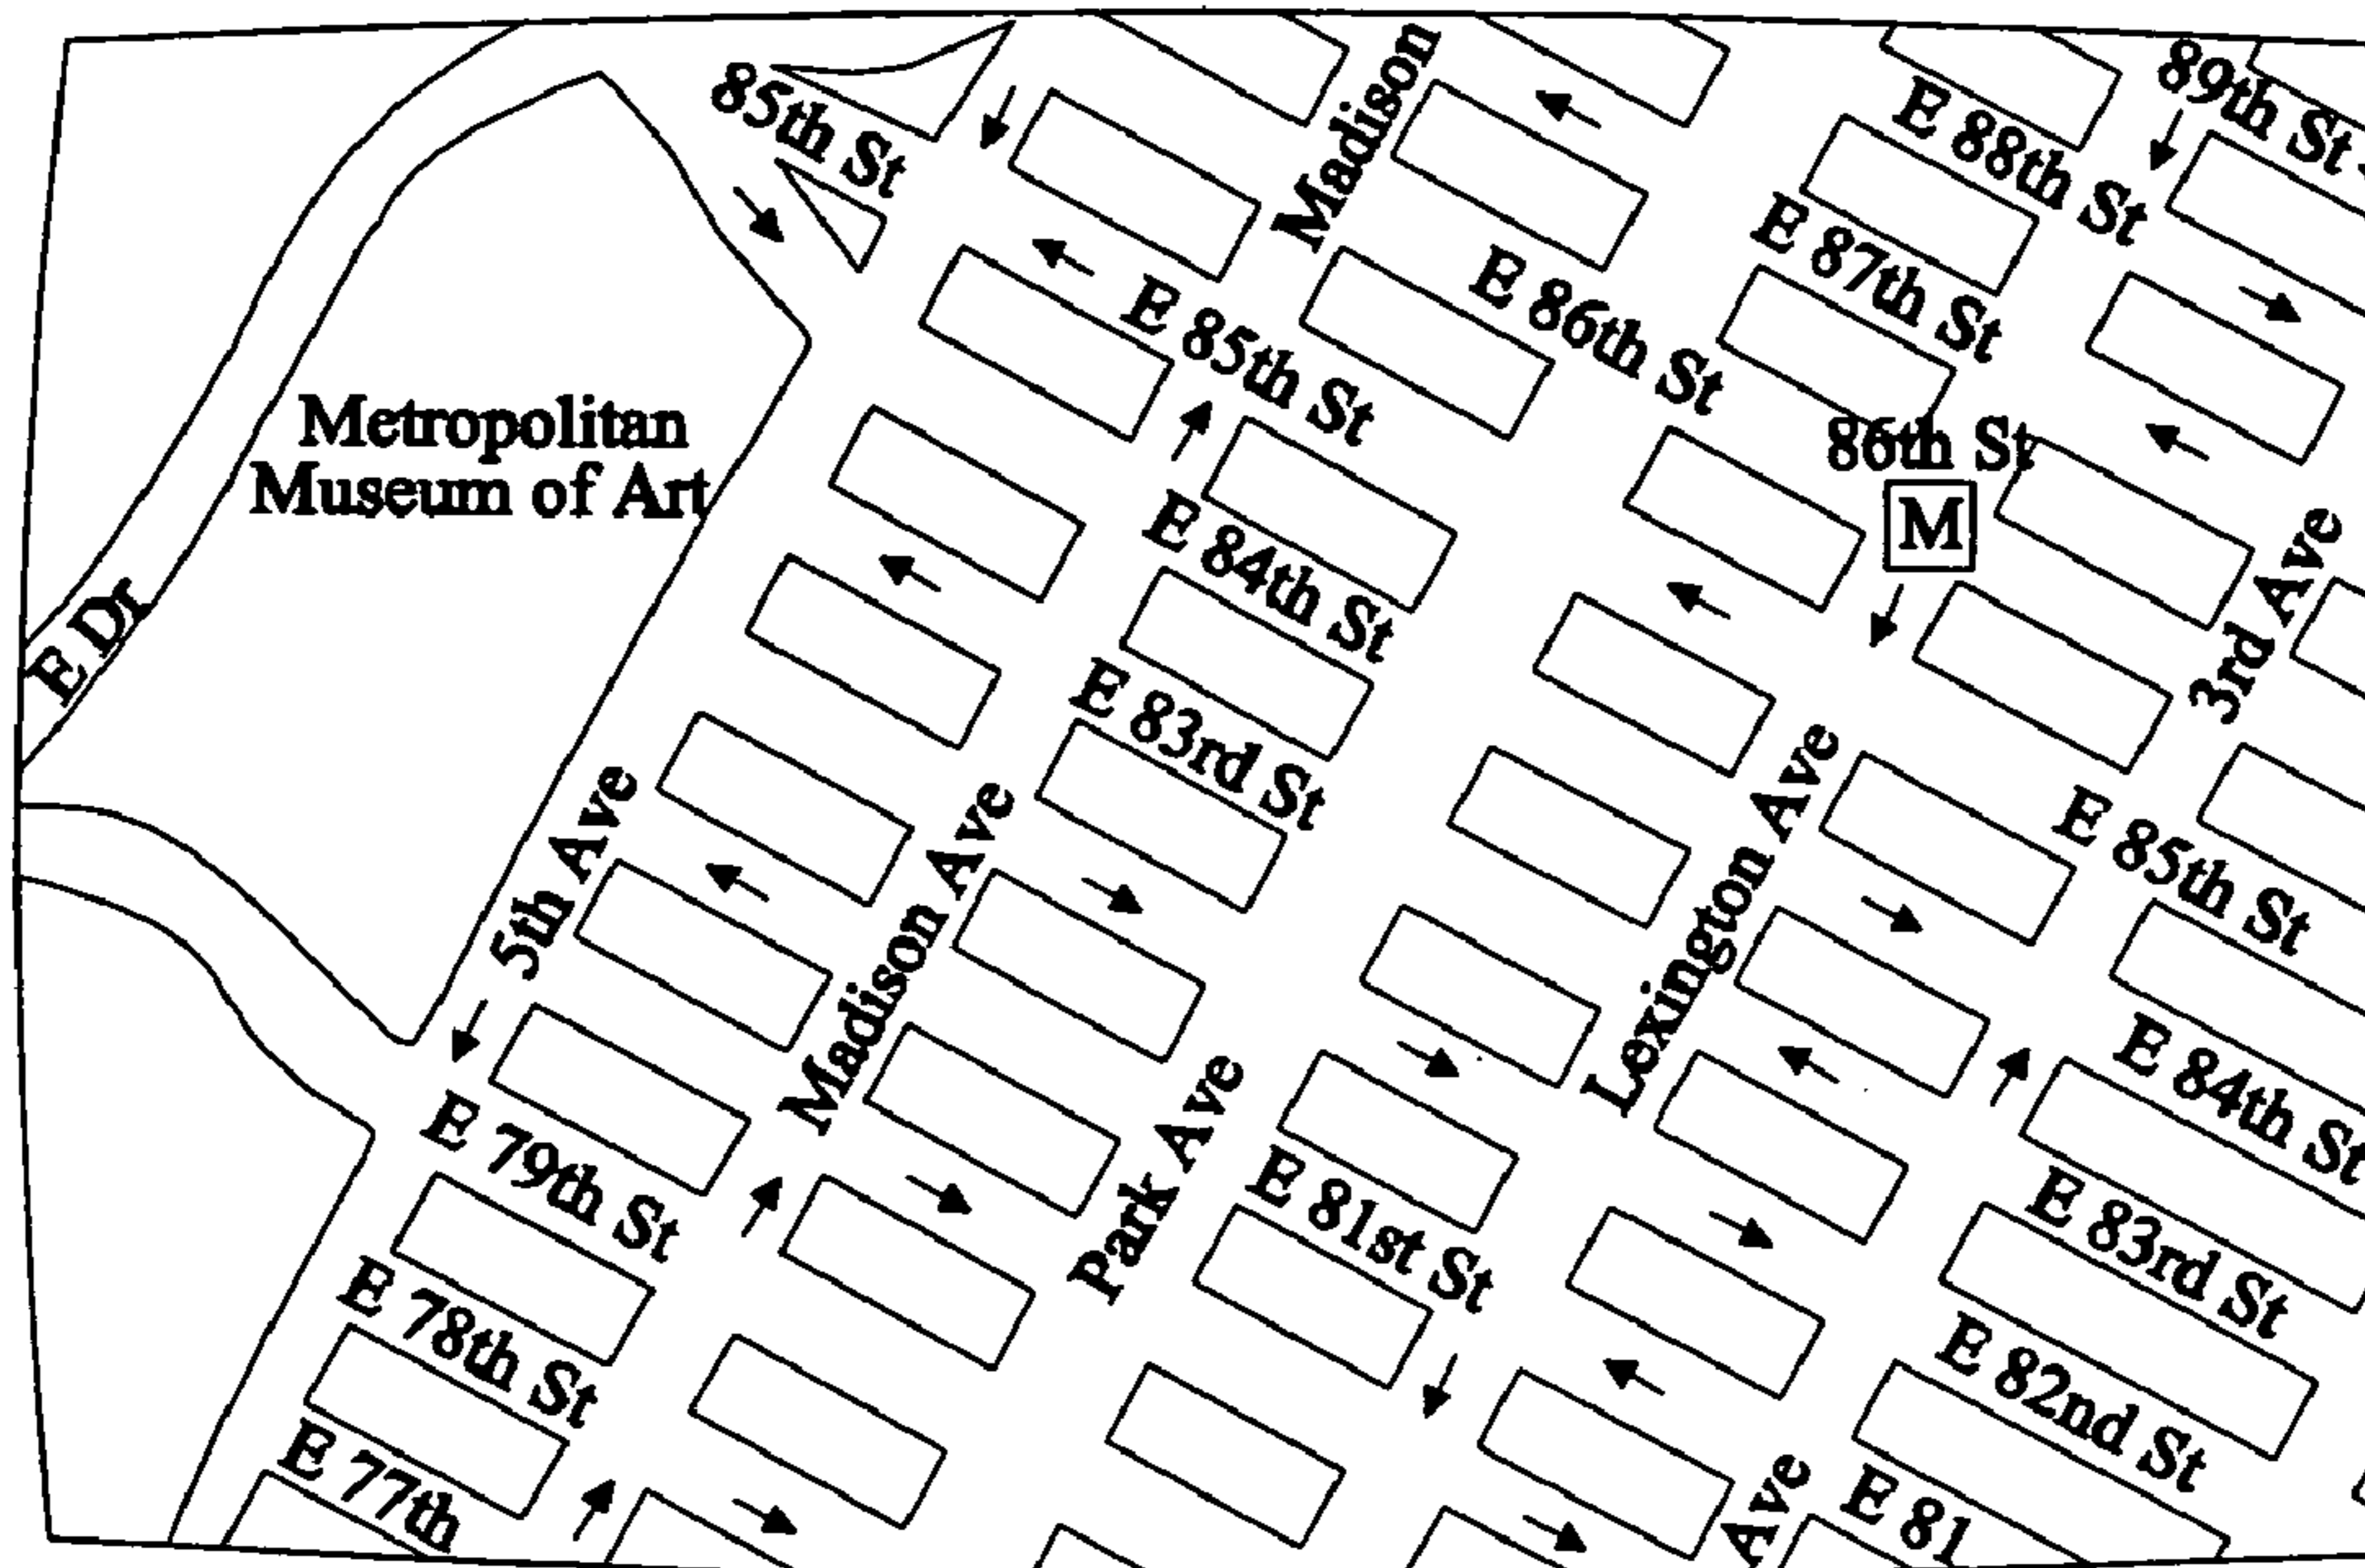 Madison
89th St
E 88th St
85th St
E 87th St
E 86th St
E 85th St
86th St
M
Metropolitan
Museum of Art
E 84th St
3rd Ave
E Dr
E 83rd St
5th Ave
Madison Ave
Lexington Ave
E 85th St
E 84th St
Park Ave
E 79th St
E 81st St
E 83rd St
E 78th St
E 82nd St
E 77th
Ave
E 81